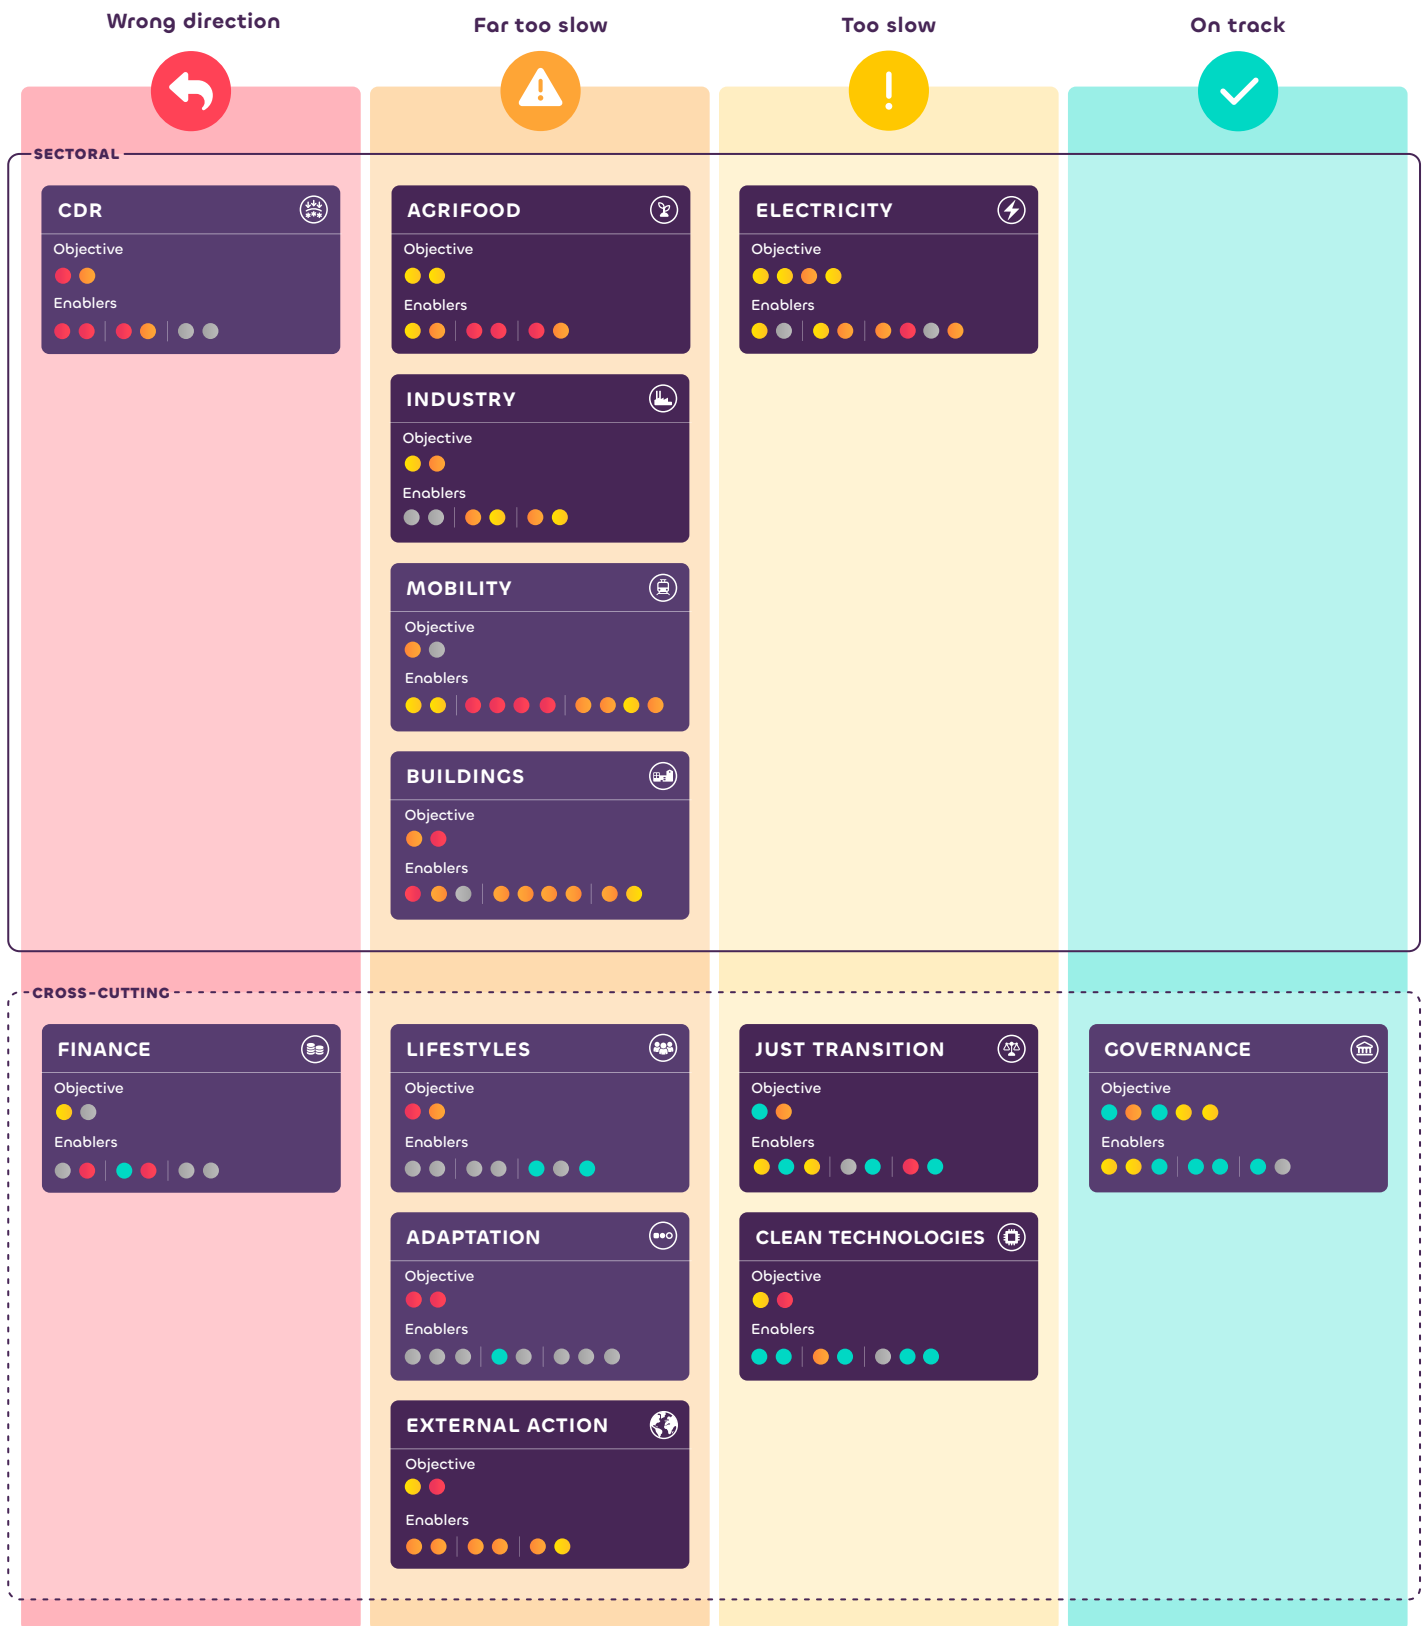 Wrong direction
Far too slow
Too slow
On track
SECTORAL
CDR
Objective
Enablers
AGRIFOOD
Objective
Enablers
ELECTRICITY
Objective
Enablers
INDUSTRY
Objective
Enablers
MOBILITY
Objective
Enablers
BUILDINGS
Objective
Enablers
CROSS-CUTTING
FINANCE
Objective
Enablers
LIFESTYLES
Objective
Enablers
JUST TRANSITION
Objective
Enablers
GOVERNANCE
Objective
Enablers
ADAPTATION
Objective
Enablers
CLEAN TECHNOLOGIES
Objective
Enablers
EXTERNAL ACTION
Objective
Enablers